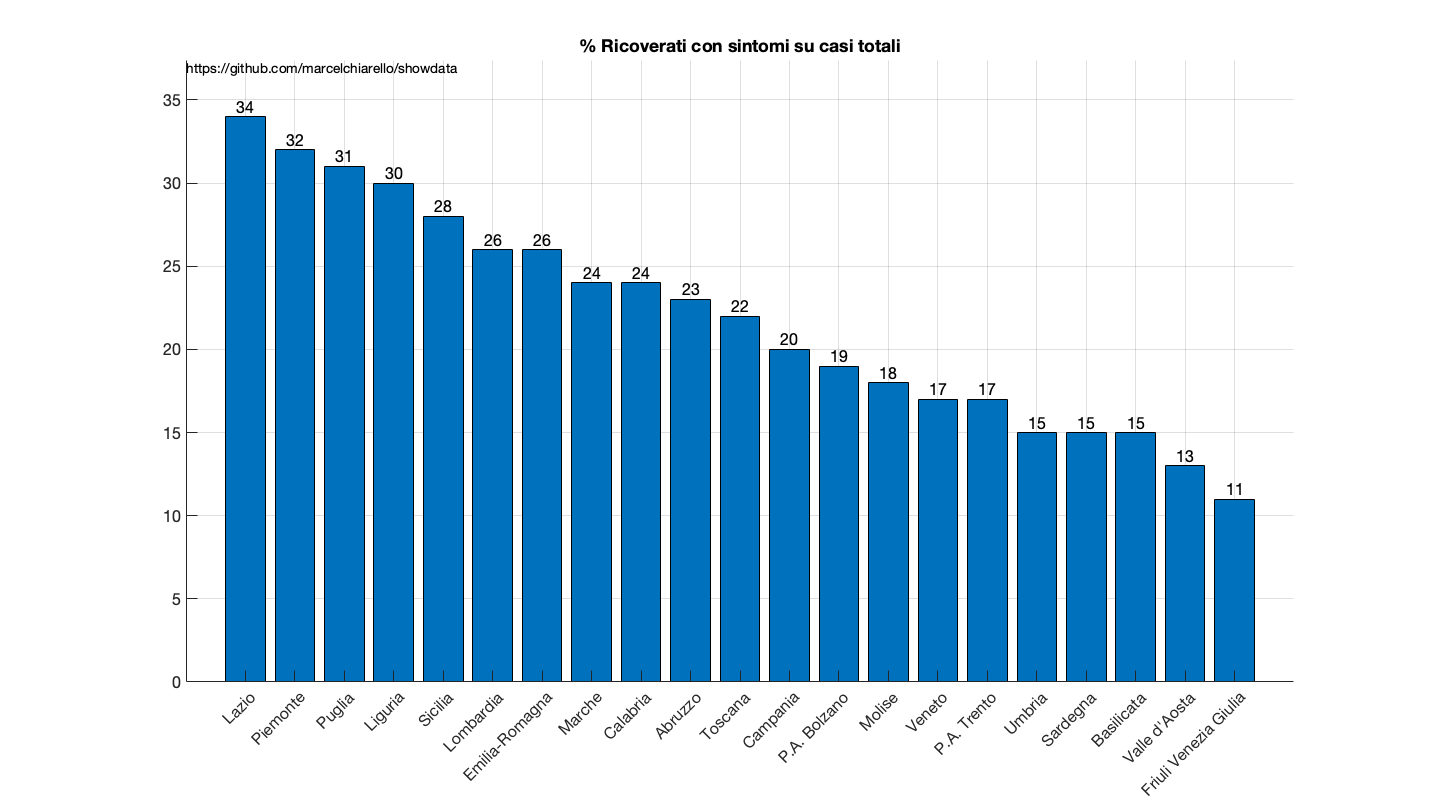 % Ricoverati con sintomi su casi totali
https://github.com/marcelchiarello/showdata
35
30
25
20
15
10
5
0
34
32
31
30
28
26
26
24
24
23
22
20
19
18
17
17
15
15
15
13
11
Lazio
Piemonte
Puglia
Liguria
Sicilia
Lombardia
Emilia-Romagna
Marche
Calabria
Abruzzo
Toscana
Campania
P.A. Bolzano
Molise
Veneto
P.A. Trento
Umbria
Sardegna
Basilicata
Valle d'Aosta
Friuli Venezia Giulia